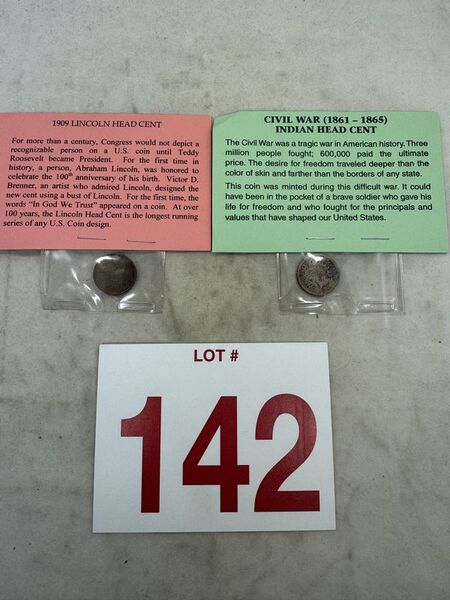 1909 LINCOLN HEAD CENT
For more than a century, Congress would not depict a
recognizable person on a U.S. coin until Teddy
Roosevelt became President. For the first time in
history, a person, Abraham Lincoln, was honored to
celebrate the 100th anniversary of his birth. Victor D.
Brenner, an artist who admired Lincoln, designed the
new cent using a bust of Lincoln. For the first time, the
words "In God We Trust" appeared on a coin. At over
100 years, the Lincoln Head Cent is the longest running
series of any U.S. Coin design.
CIVIL WAR (1861 – 1865)
INDIAN HEAD CENT
The Civil War was a tragic war in American history. Three
million people fought; 600,000 paid the ultimate
price. The desire for freedom traveled deeper than the
color of skin and farther than the borders of any state.
This coin was minted during this difficult war. It could
have been in the pocket of a brave soldier who gave his
life for freedom and who fought for the principals and
values that have shaped our United States.
LOT #
142